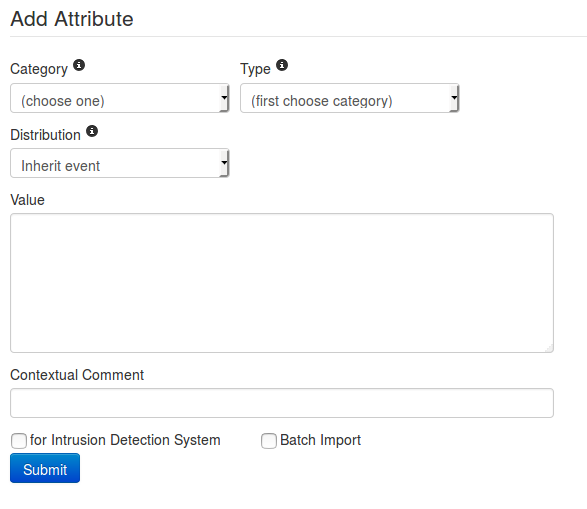 Add Attribute
Category Type
(choose one) (first choose category)
Distribution
Inherit event
Value
Contextual Comment
for Intrusion Detection System Batch Import
Submit